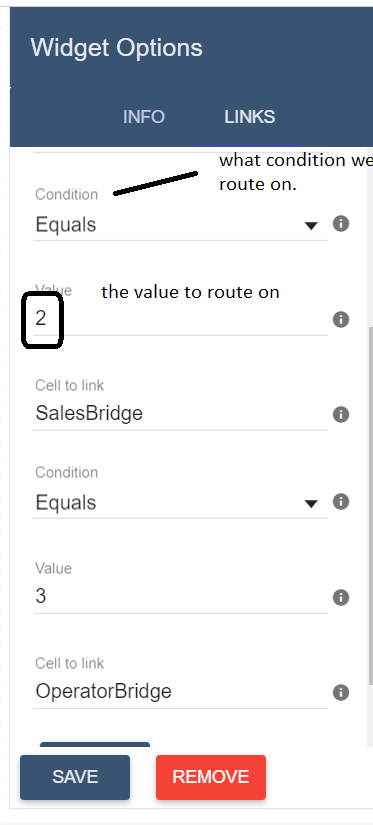 Widget Options
INFO LINKS
what condition we
route on.
Condition
Equals
Value
the value to route on
2
Cell to link
SalesBridge
Condition
Equals
Value
3
Cell to link
OperatorBridge
SAVE REMOVE